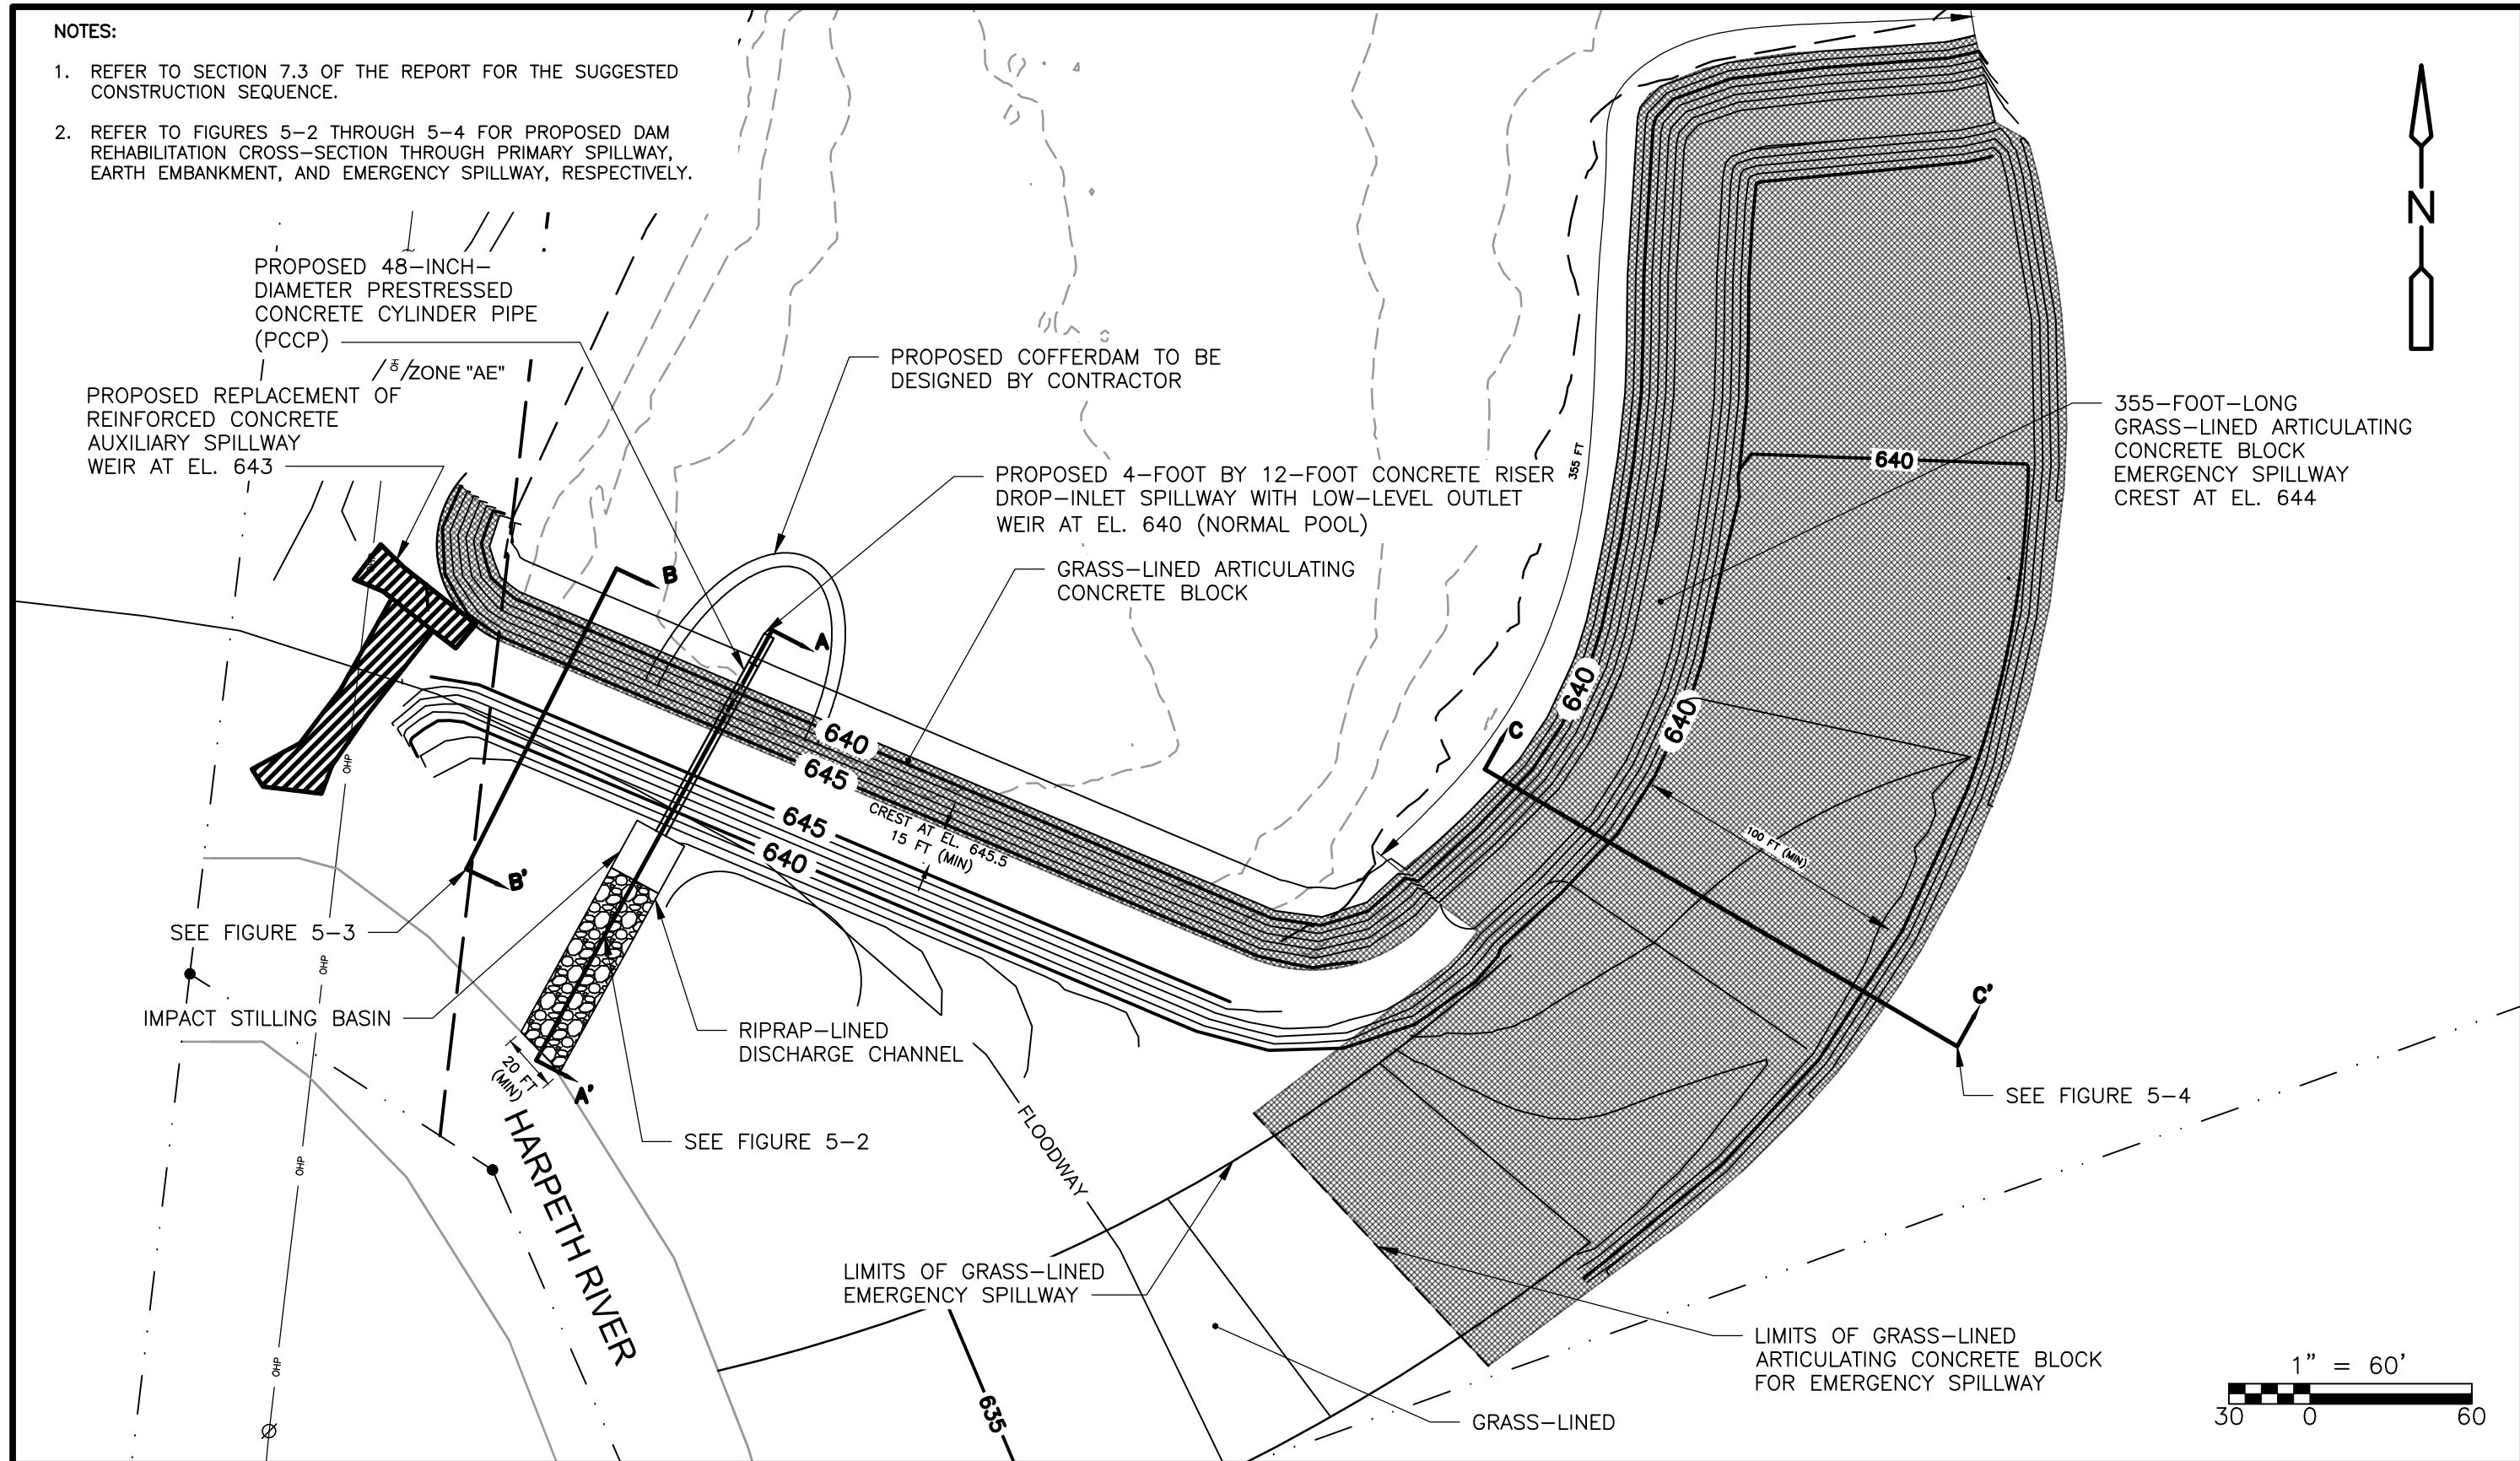 NOTES:
1. REFER TO SECTION 7.3 OF THE REPORT FOR THE SUGGESTED
CONSTRUCTION SEQUENCE.
2. REFER TO FIGURES 5-2 THROUGH 5-4 FOR PROPOSED DAM
REHABILITATION CROSS-SECTION THROUGH PRIMARY SPILLWAY,
EARTH EMBANKMENT, AND EMERGENCY SPILLWAY, RESPECTIVELY.
N
PROPOSED 48-INCH-
DIAMETER PRESTRESSED
CONCRETE CYLINDER PIPE
(PCCP)
ZONE "AE"
PROPOSED REPLACEMENT OF
REINFORCED CONCRETE
AUXILIARY SPILLWAY
WEIR AT EL. 643
PROPOSED COFFERDAM TO BE
DESIGNED BY CONTRACTOR
PROPOSED 4-FOOT BY 12-FOOT CONCRETE RISER
DROP-INLET SPILLWAY WITH LOW-LEVEL OUTLET
WEIR AT EL. 640 (NORMAL POOL)
GRASS-LINED ARTICULATING
CONCRETE BLOCK
355 FT
355-FOOT-LONG
GRASS-LINED ARTICULATING
CONCRETE BLOCK
EMERGENCY SPILLWAY
CREST AT EL. 644
640
B
A
640
640
640
645
645
640
CREST AT EL. 645.5
15 FT (MIN)
C
100 FT (MIN)
C'
B'
OHP
SEE FIGURE 5-3
OHP
IMPACT STILLING BASIN
RIPRAP-LINED
DISCHARGE CHANNEL
20 FT
(MIN)
A'
SEE FIGURE 5-4
SEE FIGURE 5-2
FLOODWAY
HARPETH RIVER
OHP
LIMITS OF GRASS-LINED
EMERGENCY SPILLWAY
LIMITS OF GRASS-LINED
ARTICULATING CONCRETE BLOCK
FOR EMERGENCY SPILLWAY
OHP
635
GRASS-LINED
1" = 60'
30 0 60